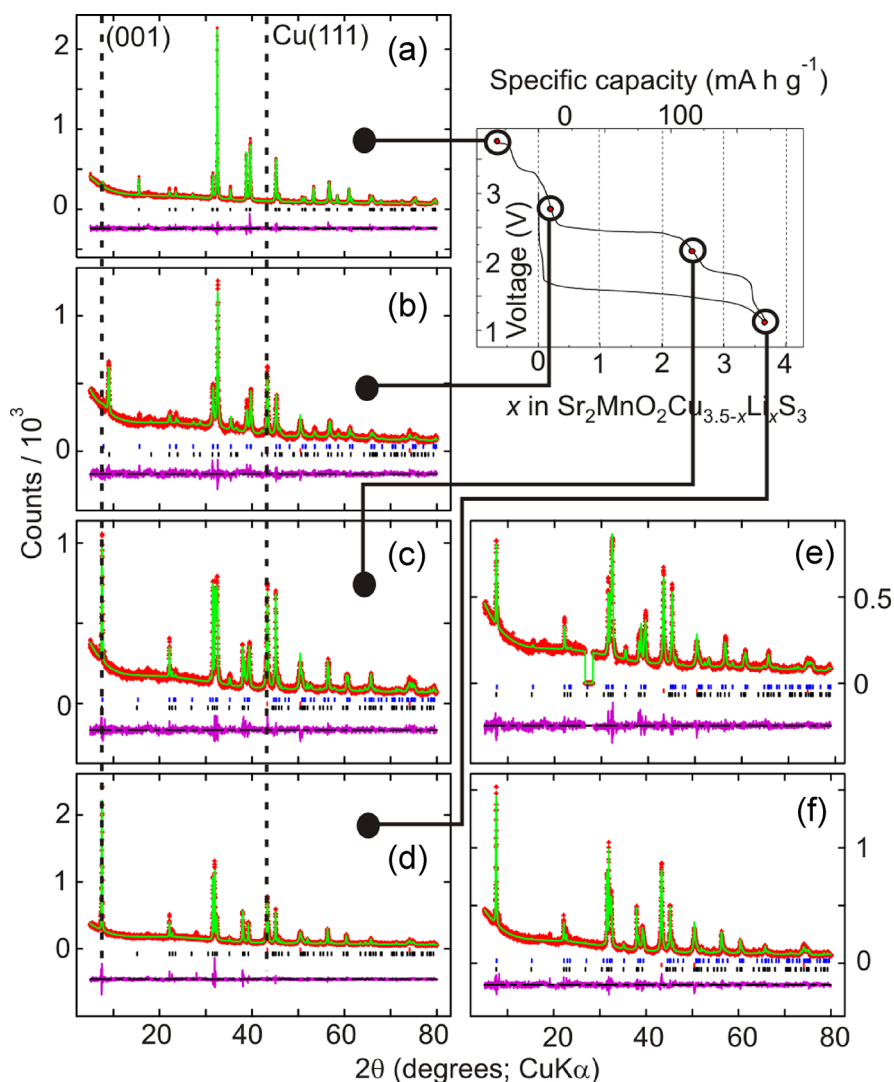 (001)
Cu(111)
(a)
2
1
0
Specific capacity (mA h g⁻¹)
0
100
3
2
1
Voltage (V)
0
1
2
3
4
x in Sr₂MnO₂Cu₃.₅₋ₓLiₓS₃
(b)
1
0
Counts / 10³
(c)
1
0
(e)
0.5
0
(d)
2
1
0
(f)
1
0
20
40
60
80
20
40
60
80
2θ (degrees; CuKα)